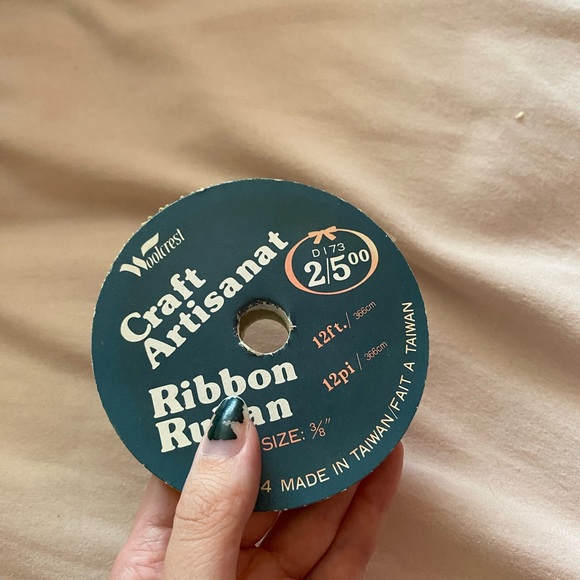 Woolcrest
Craft
Artisanat
D173
2/5.00
Ribbon
12ft./366cm
12pi/366cm
SIZE: 3/8"
4 MADE IN TAIWAN/FAIT A TAIWAN